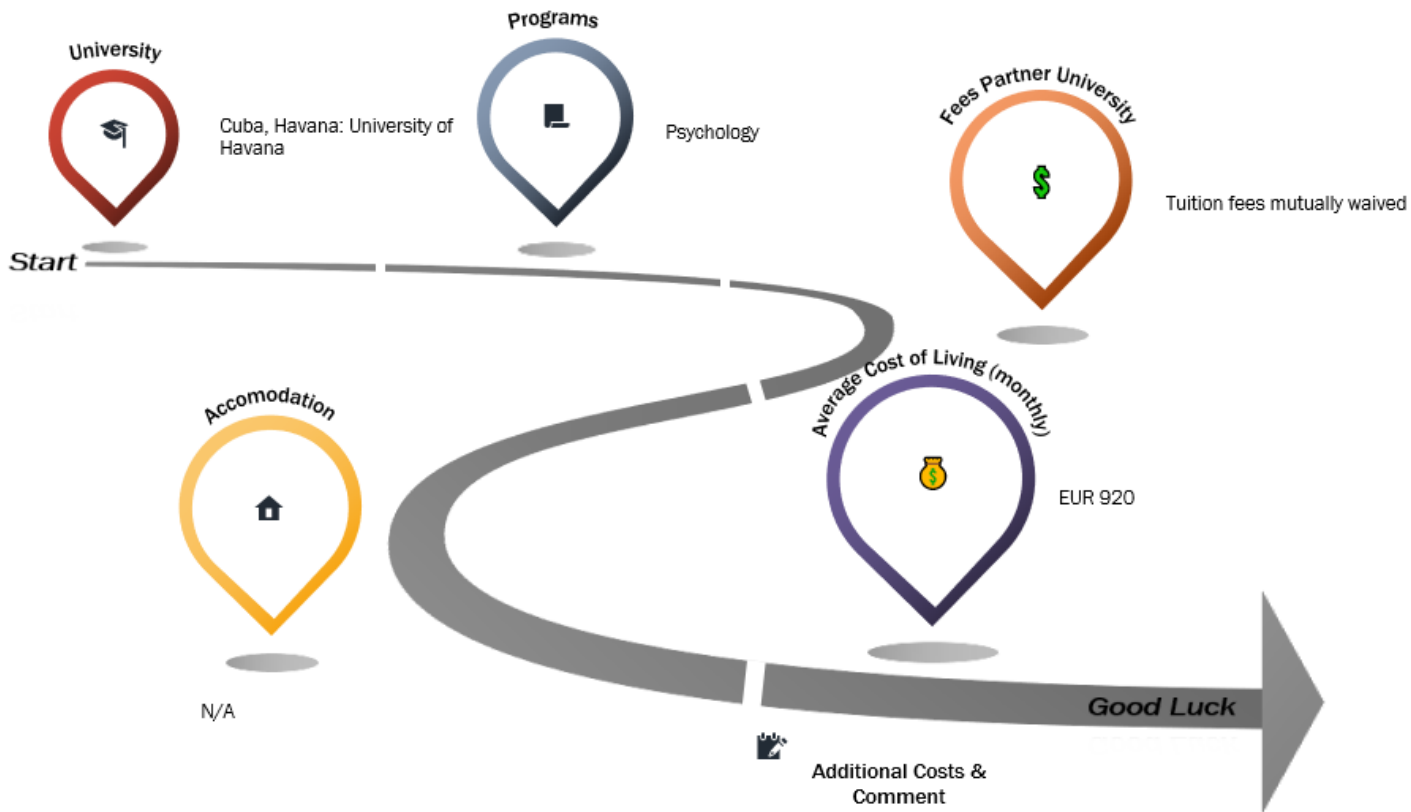 University
Cuba, Havana: University of
Havana
Programs
Psychology
Fees Partner University
$
Tuition fees mutually waived
Start
Average Cost of Living (monthly)
$
EUR 920
Accomodation
N/A
Good Luck
Additional Costs &
Comment